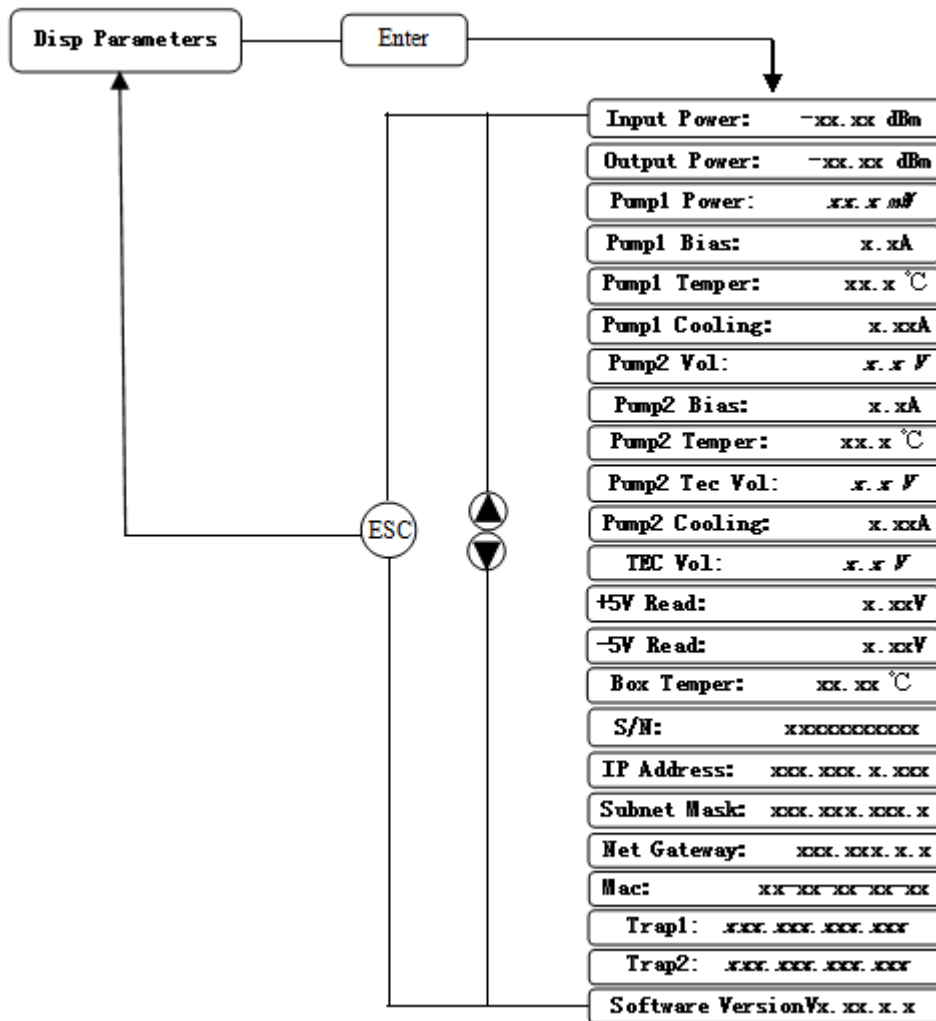 Disp Parameters
Enter
Input Power: -xx.xx dBm
Output Power: -xx.xx dBm
Pump1 Power: xx.x mW
Pump1 Bias: x.xA
Pump1 Temper: xx.x ℃
Pump1 Cooling: x.xxA
Pump2 Vol: x.x V
Pump2 Bias: x.xA
Pump2 Temper: xx.x ℃
Pump2 Tec Vol: x.x V
ESC
Pump2 Cooling: x.xxA
TEC Vol: x.x V
+5V Read: x.xxV
-5V Read: x.xxV
Box Temper: xx.xx ℃
S/N: xxxxxxxxxxx
IP Address: xxx.xxx.x.xxx
Subnet Mask: xxx.xxx.xxx.x
Net Gateway: xxx.xxx.x.x
Mac: xx-xx-xx-xx-xx
Trap1: xxx.xxx.xxx.xxx
Trap2: xxx.xxx.xxx.xxx
Software VersionVx.xx.x.x